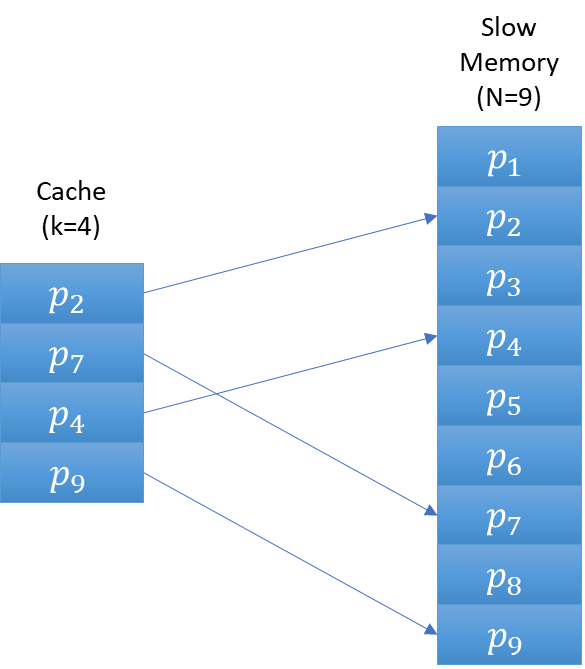 Cache
(k=4)
p₂
p₇
p₄
p₉
Slow
Memory
(N=9)
p₁
p₂
p₃
p₄
p₅
p₆
p₇
p₈
p₉